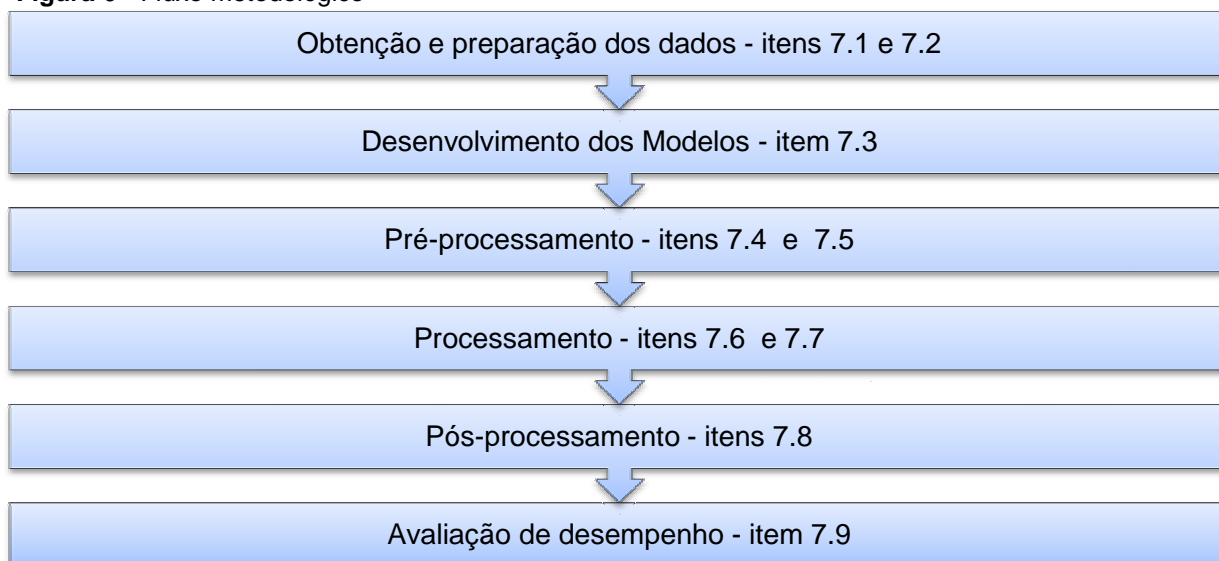 Obtenção e preparação dos dados - itens 7.1 e 7.2
Desenvolvimento dos Modelos - item 7.3
Pré-processamento - itens 7.4 e 7.5
Processamento - itens 7.6 e 7.7
Pós-processamento - itens 7.8
Avaliação de desempenho - item 7.9